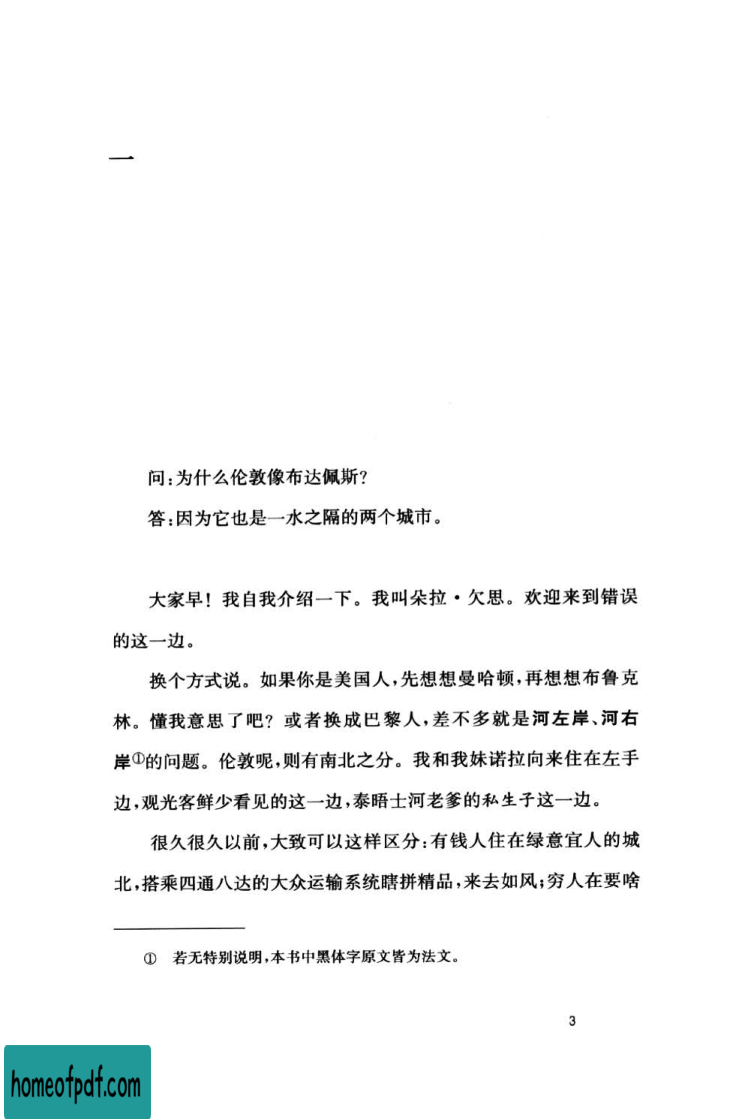 一
问:为什么伦敦像布达佩斯?
答:因为它也是一水之隔的两个城市。
大家早!我自我介绍一下。我叫朵拉·欠思。欢迎来到错误
的这一边。
换个方式说。如果你是美国人,先想想曼哈顿,再想想布鲁克
林。懂我意思了吧?或者换成巴黎人,差不多就是河左岸、河右
岸①的问题。伦敦呢,则有南北之分。我和我妹诺拉向来住在左手
边,观光客鲜少看见的这一边,泰晤士河老爹的私生子这一边。
很久很久以前,大致可以这样区分:有钱人住在绿意宜人的城
北,搭乘四通八达的大众运输系统瞎拼精品,来去如风;穷人在要啥
① 若无特别说明,本书中黑体字原文皆为法文。
3
homeofpdf.com